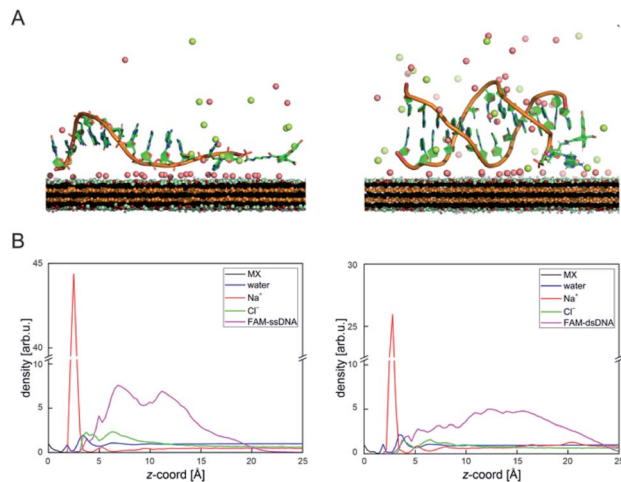 A
B
45
40
10
5
0
density [arb.u.]
0 5 10 15 20 25
z-coord [Å]
MX
water
Na⁺
Cl⁻
FAM-ssDNA
30
25
10
5
0
density [arb.u.]
0 5 10 15 20 25
z-coord [Å]
MX
water
Na⁺
Cl⁻
FAM-dsDNA